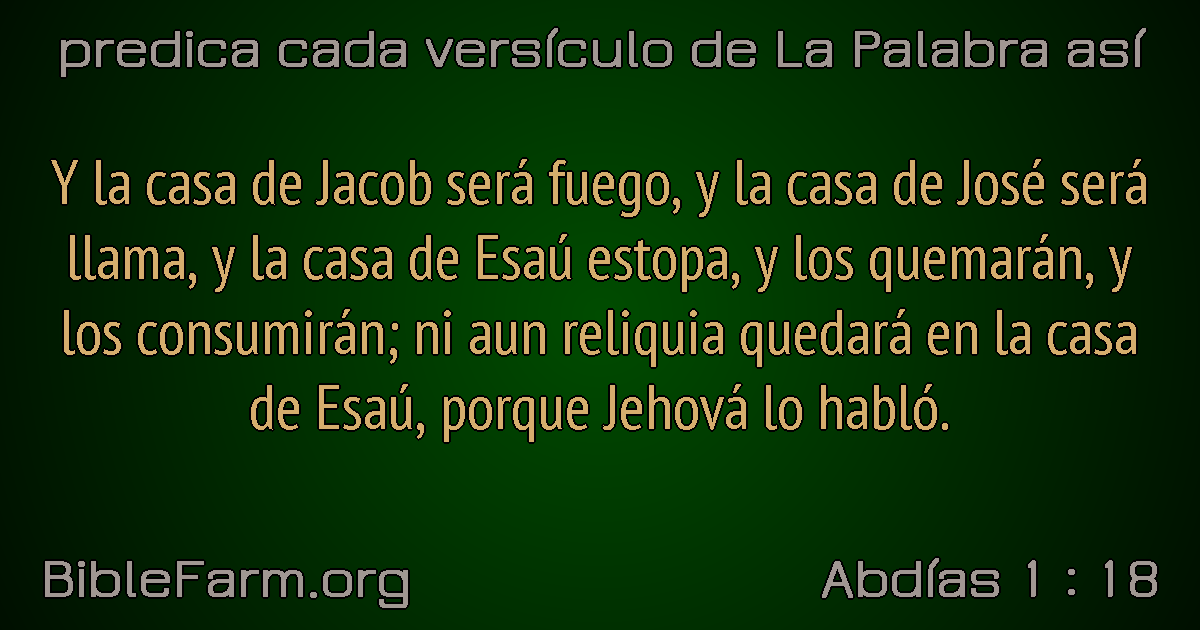 predica cada versículo de La Palabra así
Y la casa de Jacob será fuego, y la casa de José será
llama, y la casa de Esaú estopa, y los quemarán, y
los consumirán; ni aun reliquia quedará en la casa
de Esaú, porque Jehová lo habló.
BibleFarm.org
Abdías 1 : 18